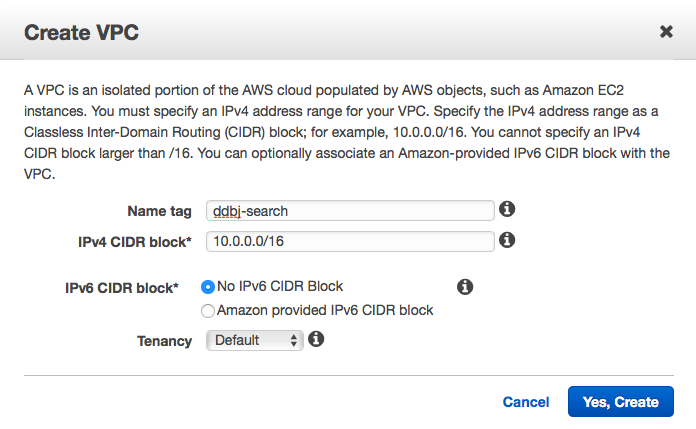 Create VPC
A VPC is an isolated portion of the AWS cloud populated by AWS objects, such as Amazon EC2
instances. You must specify an IPv4 address range for your VPC. Specify the IPv4 address range as a
Classless Inter-Domain Routing (CIDR) block; for example, 10.0.0.0/16. You cannot specify an IPv4
CIDR block larger than /16. You can optionally associate an Amazon-provided IPv6 CIDR block with the
VPC.
Name tag ddbj-search
IPv4 CIDR block* 10.0.0.0/16
IPv6 CIDR block* No IPv6 CIDR Block
Amazon provided IPv6 CIDR block
Tenancy Default
Cancel Yes, Create